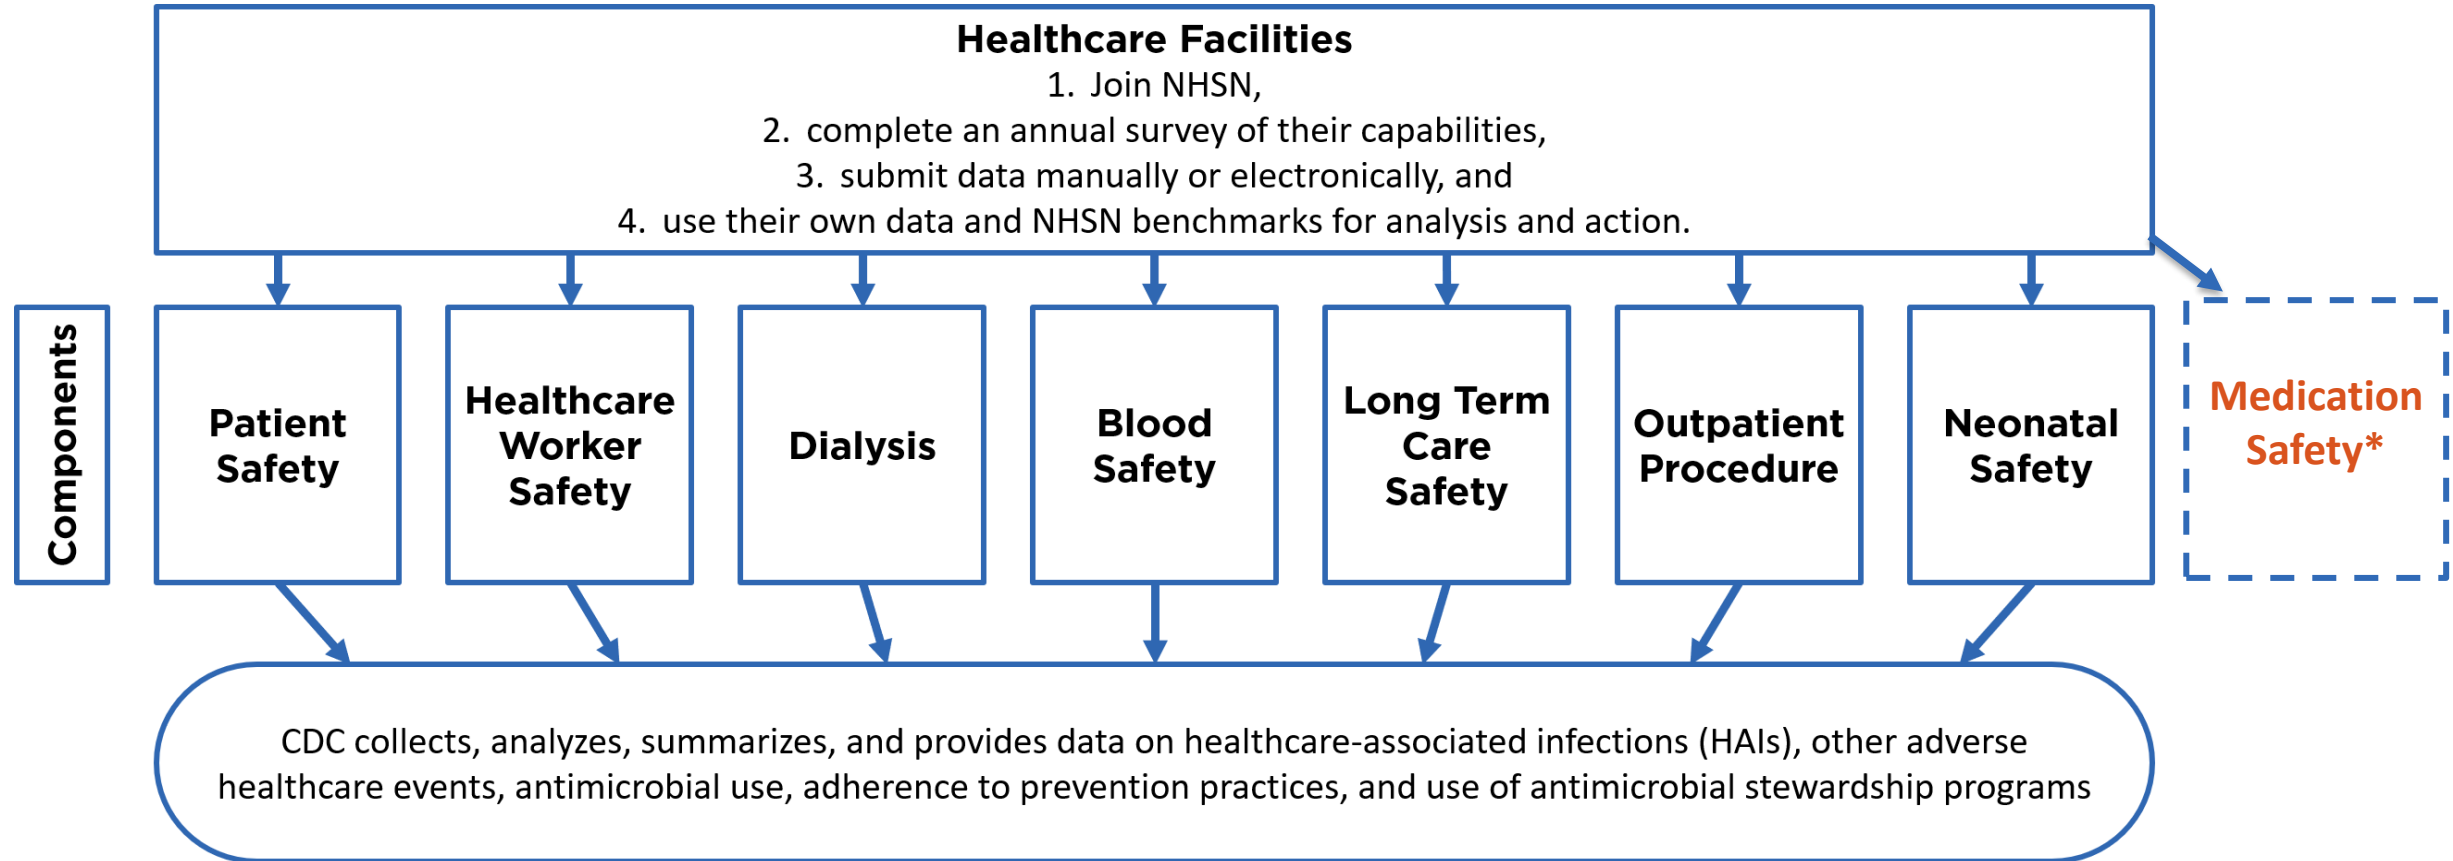 Healthcare Facilities
1. Join NHSN,
2. complete an annual survey of their capabilities,
3. submit data manually or electronically, and
4. use their own data and NHSN benchmarks for analysis and action.
Components
Patient
Safety
Healthcare
Worker
Safety
Dialysis
Blood
Safety
Long Term
Care
Safety
Outpatient
Procedure
Neonatal
Safety
Medication
Safety*
CDC collects, analyzes, summarizes, and provides data on healthcare-associated infections (HAIs), other adverse
healthcare events, antimicrobial use, adherence to prevention practices, and use of antimicrobial stewardship programs